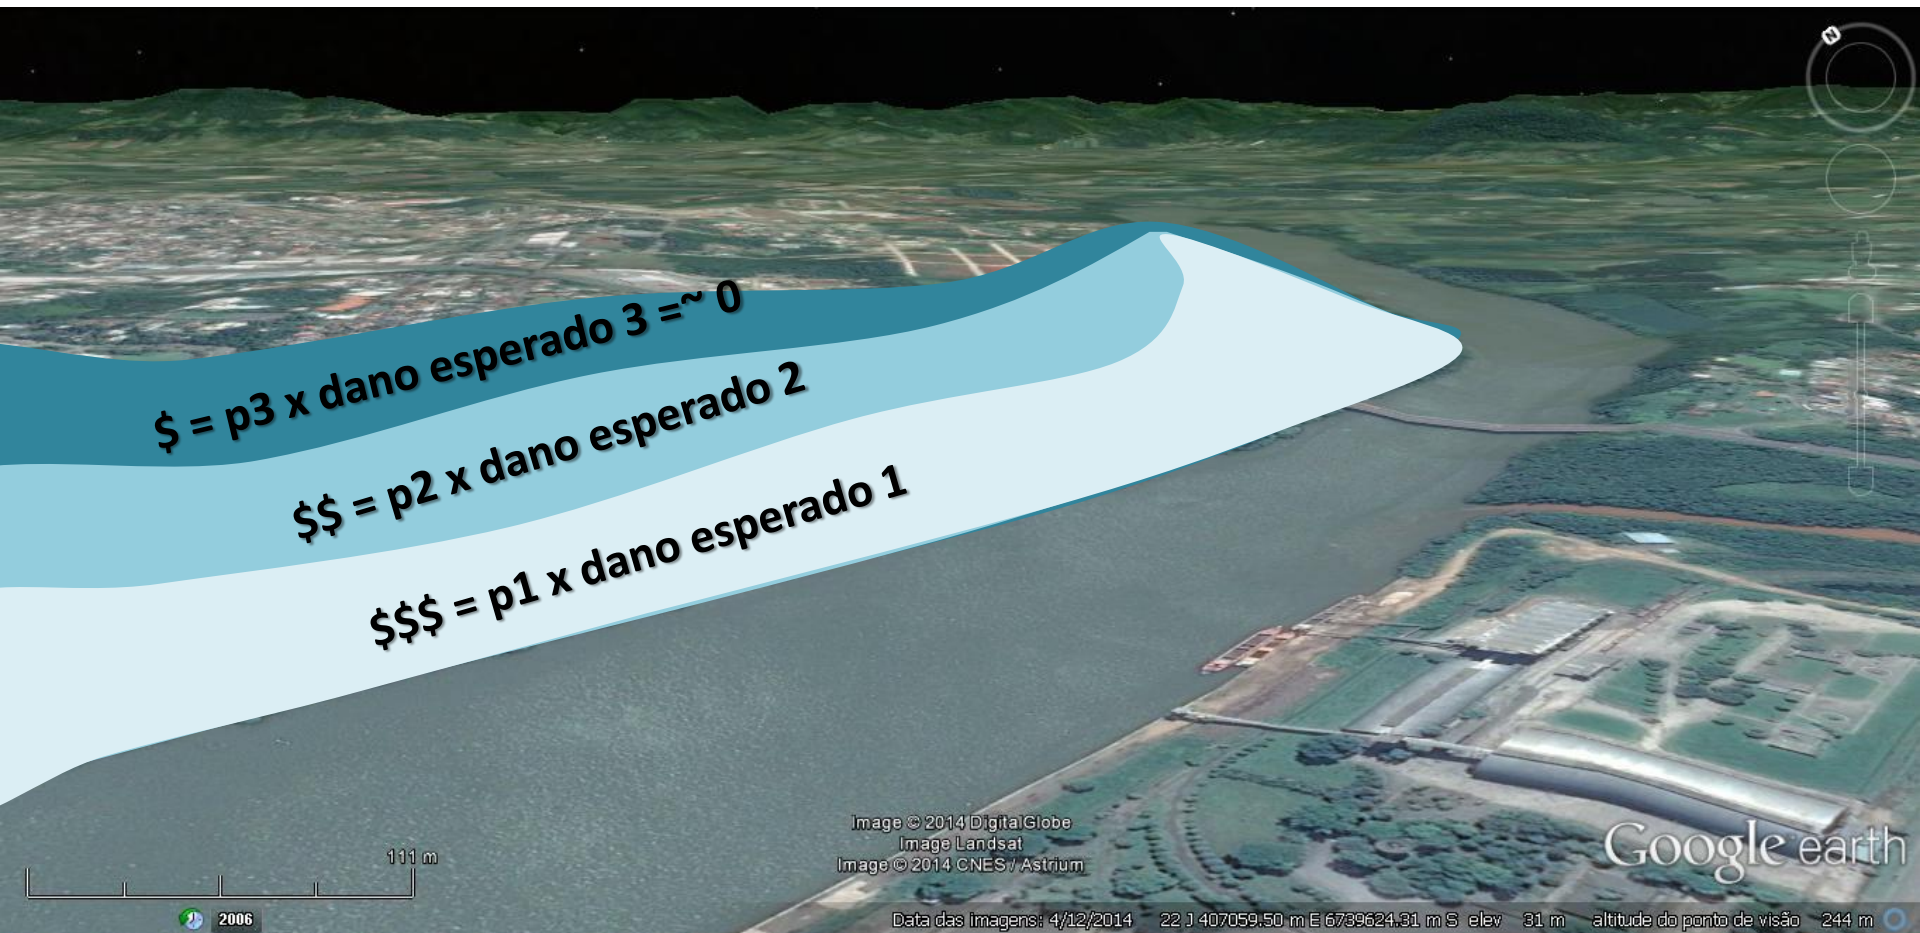 N
$ = p3 x dano esperado 3 =~ 0
$$ = p2 x dano esperado 2
$$$ = p1 x dano esperado 1
Image © 2014 DigitalGlobe
Image Landsat
Image © 2014 CNES / Astrium
Google earth
111 m
2006
Data das imagens: 4/12/2014 22 J 407059.50 m E 6739624.31 m S elev 31 m altitude do ponto de visão 244 m